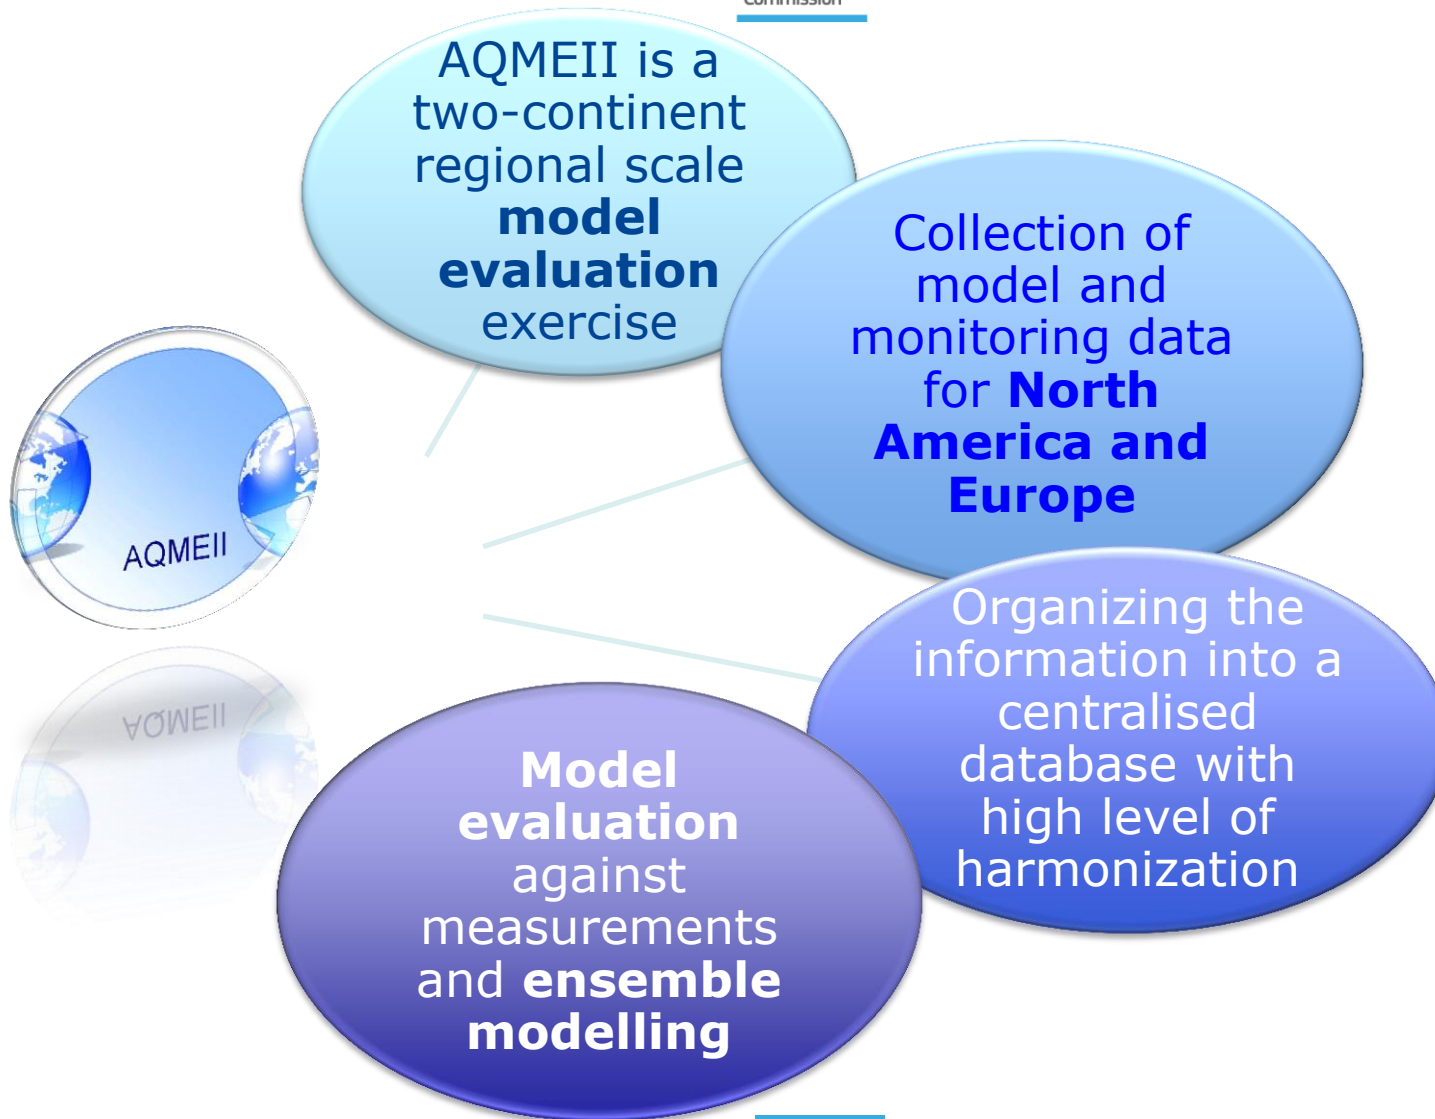 Commission
AQMEII is a
two-continent
regional scale
model
evaluation
exercise
Collection of
model and
monitoring data
for North
America and
Europe
AQMEII
Organizing the
information into a
centralised
database with
high level of
harmonization
AQMEII
Model
evaluation
against
measurements
and ensemble
modelling